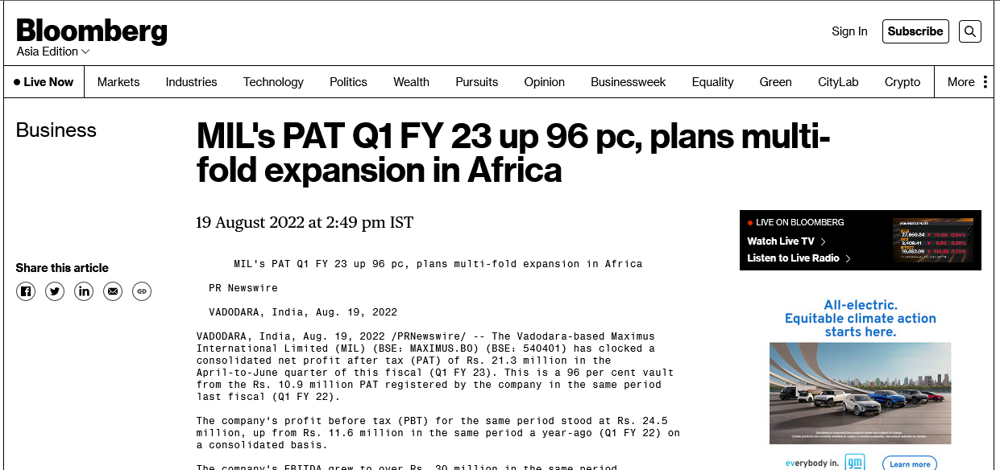 Bloomberg
Asia Edition
Sign In
Subscribe
Live Now
Markets
Industries
Technology
Politics
Wealth
Pursuits
Opinion
Businessweek
Equality
Green
CityLab
Crypto
More
Business
MIL's PAT Q1 FY 23 up 96 pc, plans multi-
fold expansion in Africa
19 August 2022 at 2:49 pm IST
Share this article
MIL's PAT Q1 FY 23 up 96 pc, plans multi-fold expansion in Africa
PR Newswire
VADODARA, India, Aug. 19, 2022
VADODARA, India, Aug. 19, 2022 /PRNewswire/ -- The Vadodara-based Maximus
International Limited (MIL) (BSE: MAXIMUS.BO) (BSE: 540401) has clocked a
consolidated net profit after tax (PAT) of Rs. 21.3 million in the
April-to-June quarter of this fiscal (Q1 FY 23). This is a 96 per cent vault
from the Rs. 10.9 million PAT registered by the company in the same period
last fiscal (Q1 FY 22).
The company's profit before tax (PBT) for the same period stood at Rs. 24.5
million, up from Rs. 11.6 million in the same period a year-ago (Q1 FY 22) on
a consolidated basis.
The company's EBITDA grew to over Rs. 30 million in the same period
LIVE ON BLOOMBERG
Watch Live TV
Listen to Live Radio
All-electric.
Equitable climate action
starts here.
everybody in.
gm
Learn more